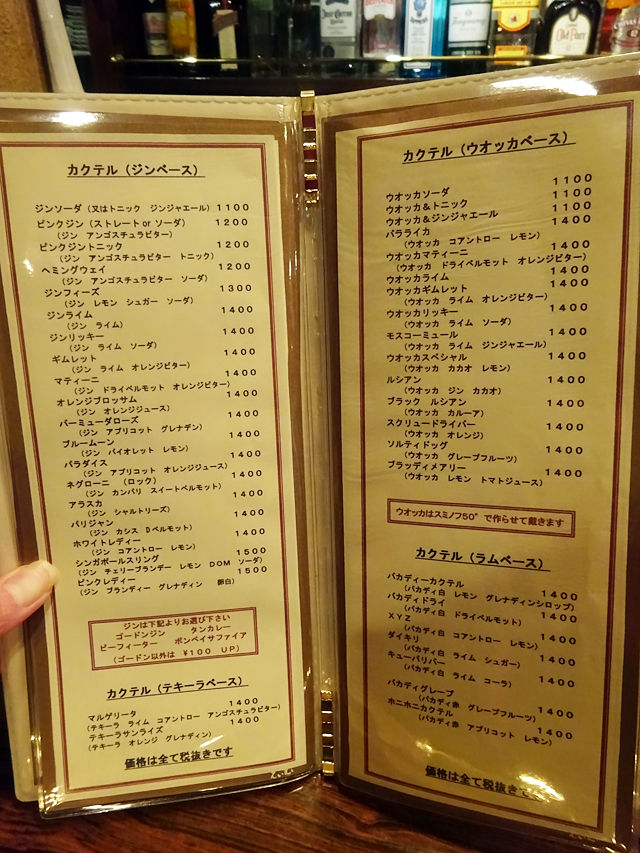 カクテル（ジンベース）
ジンソーダ（又はトニック　ジンジャエール）1100
ピンクジン（ストレートor ソーダ）　1200
（ジン　アンゴスチュラビター）
ピンクジントニック　1200
（ジン　アンゴスチュラビター　トニック）
ヘミングウェイ　1200
（ジン　アンゴスチュラビター　ソーダ）
ジンフィーズ　1300
（ジン　レモン　シュガー　ソーダ）
ジンライム　1400
（ジン　ライム）
ジンリッキー　1400
（ジン　ライム　ソーダ）
ギムレット　1400
（ジン　ライム　オレンジビター）
マティーニ　1400
（ジン　ドライベルモット　オレンジビター）
オレンジブロッサム　1400
（ジン　オレンジジュース）
バーミューダローズ　1400
（ジン　アプリコット　グレナデン）
ブルームーン　1400
（ジン　バイオレット　レモン）
パラダイス　1400
（ジン　アプリコット　オレンジジュース）
ネグローニ　（ロック）　1400
（ジン　カンパリ　スイートベルモット）
アラスカ　1400
（ジン　シャルトリーズ）
パリジャン　1400
（ジン　カシス　Dベルモット）
ホワイトレディー　1400
（ジン　コアントロー　レモン）
シンガポールスリング　1500
（ジン　チェリーブランデー　レモン　DOM　ソーダ）
ピンクレディー　1500
（ジン　ブランディー　グレナディン　卵白）
ジンは下記よりお選び下さい
ゴードンジン　タンカレー
ビーフィーター　ボンベイサファイア
（ゴードン以外は　¥100　UP）
カクテル（テキーラベース）
マルゲリータ　1400
（テキーラ　ライム　コアントロー　アンゴスチュラビター）
テキーラサンライズ　1400
（テキーラ　オレンジ　グレナディン）
価格は全て税抜きです
カクテル（ウオッカベース）
ウオッカソーダ　1100
ウオッカ＆トニック　1100
ウオッカ＆ジンジャエール　1100
バラライカ　1400
（ウオッカ　コアントロー　レモン）
ウオッカマティーニ　1400
（ウオッカ　ドライベルモット　オレンジビター）
ウオッカライム　1400
ウオッカギムレット　1400
（ウオッカ　ライム　オレンジビター）
ウオッカリッキー　1400
（ウオッカ　ライム　ソーダ）
モスコーミュール　1400
（ウオッカ　ライム　ジンジャエール）
ウオッカスペシャル　1400
（ウオッカ　カカオ　レモン）
ルシアン　1400
（ウオッカ　ジン　カカオ）
ブラック　ルシアン　1400
（ウオッカ　カルーア）
スクリュードライバー　1400
（ウオッカ　オレンジ）
ソルティドッグ　1400
（ウオッカ　グレープフルーツ）
ブラッディメアリー　1400
（ウオッカ　レモン　トマトジュース）
ウオッカはスミノフ50°で作らせて戴きます
カクテル（ラムベース）
バカディーカクテル　1400
（バカディ白　レモン　グレナディンシロップ）
バカディドライ　1400
（バカディ白　ドライベルモット）
XYZ　1400
（バカディ白　コアントロー　レモン）
ダイキリ　1400
（バカディ白　ライム　シュガー）
キューバリバー　1400
（バカディ白　ライム　コーラ）
バカディグレープ　1400
（バカディ赤　グレープフルーツ）
ホニホニカクテル　1400
（バカディ赤　アプリコット　レモン）
価格は全て税抜きで
Jose Cuervo
Tanqueray
Old Parr